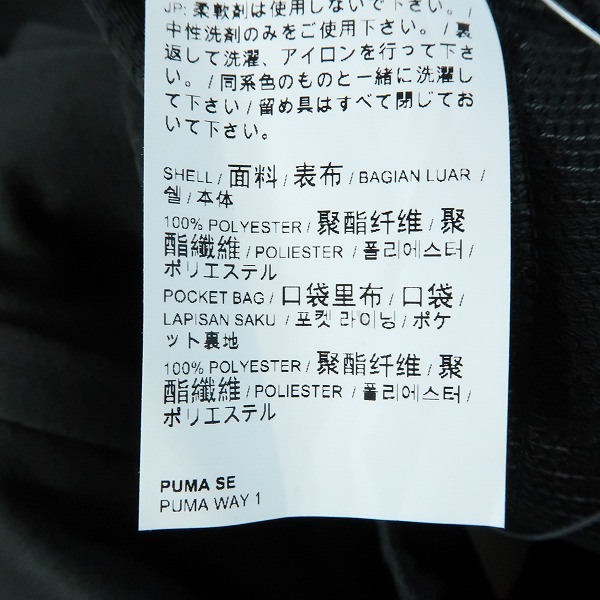 JP: 柔軟剤は使用しないで下さい。/
中性洗剤のみをご使用下さい。/ 裏
返して洗濯、アイロンを行って下さ
い / 同系色のものと一緒に洗濯し
て下さい / 留め具はすべて閉じてお
いて下さい。
SHELL / 面料 / 表布 / BAGIAN LUAR /
쉘 / 本体
100% POLYESTER / 聚酯纤维 / 聚
酯纖維 / POLIESTER / 폴리에스터 /
ポリエステル
POCKET BAG / 口袋里布 / 口袋 /
LAPISAN SAKU / 포켓 라이닝 / ポケ
ット裏地
100% POLYESTER / 聚酯纤维 / 聚
酯纖維 / POLIESTER / 폴리에스터 /
ポリエステル
PUMA SE
PUMA WAY 1